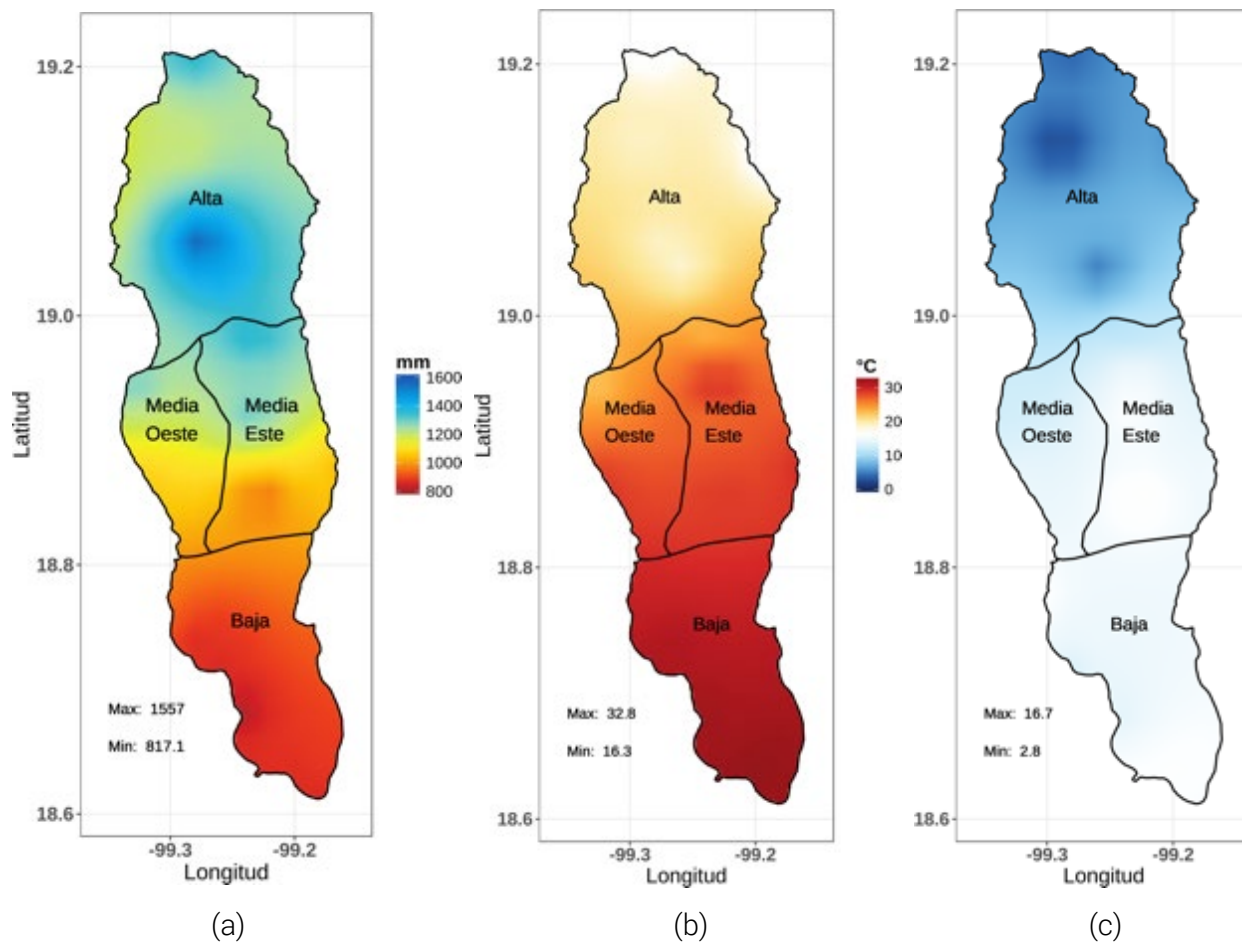 19.2
19.0
18.8
18.6
Latitud
Alta
Media
Oeste
Media
Este
Baja
Max: 1557
Min: 817.1
-99.3
-99.2
Longitud
(a)
mm
1600
1400
1200
1000
800
19.2
19.0
18.8
18.6
Latitud
Alta
Media
Oeste
Media
Este
Baja
Max: 32.8
Min: 16.3
-99.3
-99.2
Longitud
(b)
°C
30
20
10
0
19.2
19.0
18.8
18.6
Alta
Media
Oeste
Media
Este
Baja
Max: 16.7
Min: 2.8
-99.3
-99.2
Longitud
(c)